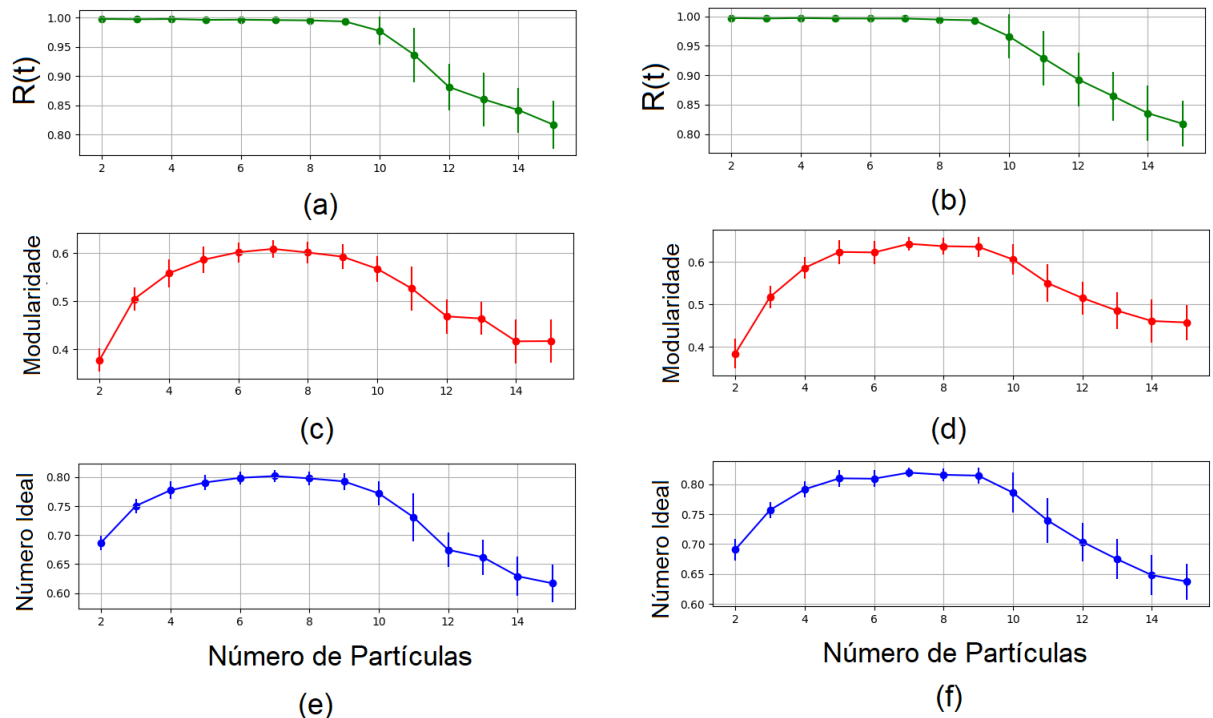 R(t)
1.00
0.95
0.90
0.85
0.80
2 4 6 8 10 12 14
(a)
R(t)
1.00
0.95
0.90
0.85
0.80
2 4 6 8 10 12 14
(b)
Modularidade
0.6
0.5
0.4
2 4 6 8 10 12 14
(c)
Modularidade
0.6
0.5
0.4
2 4 6 8 10 12 14
(d)
Número Ideal
0.80
0.75
0.70
0.65
0.60
2 4 6 8 10 12 14
Número de Partículas
(e)
Número Ideal
0.80
0.75
0.70
0.65
0.60
2 4 6 8 10 12 14
Número de Partículas
(f)